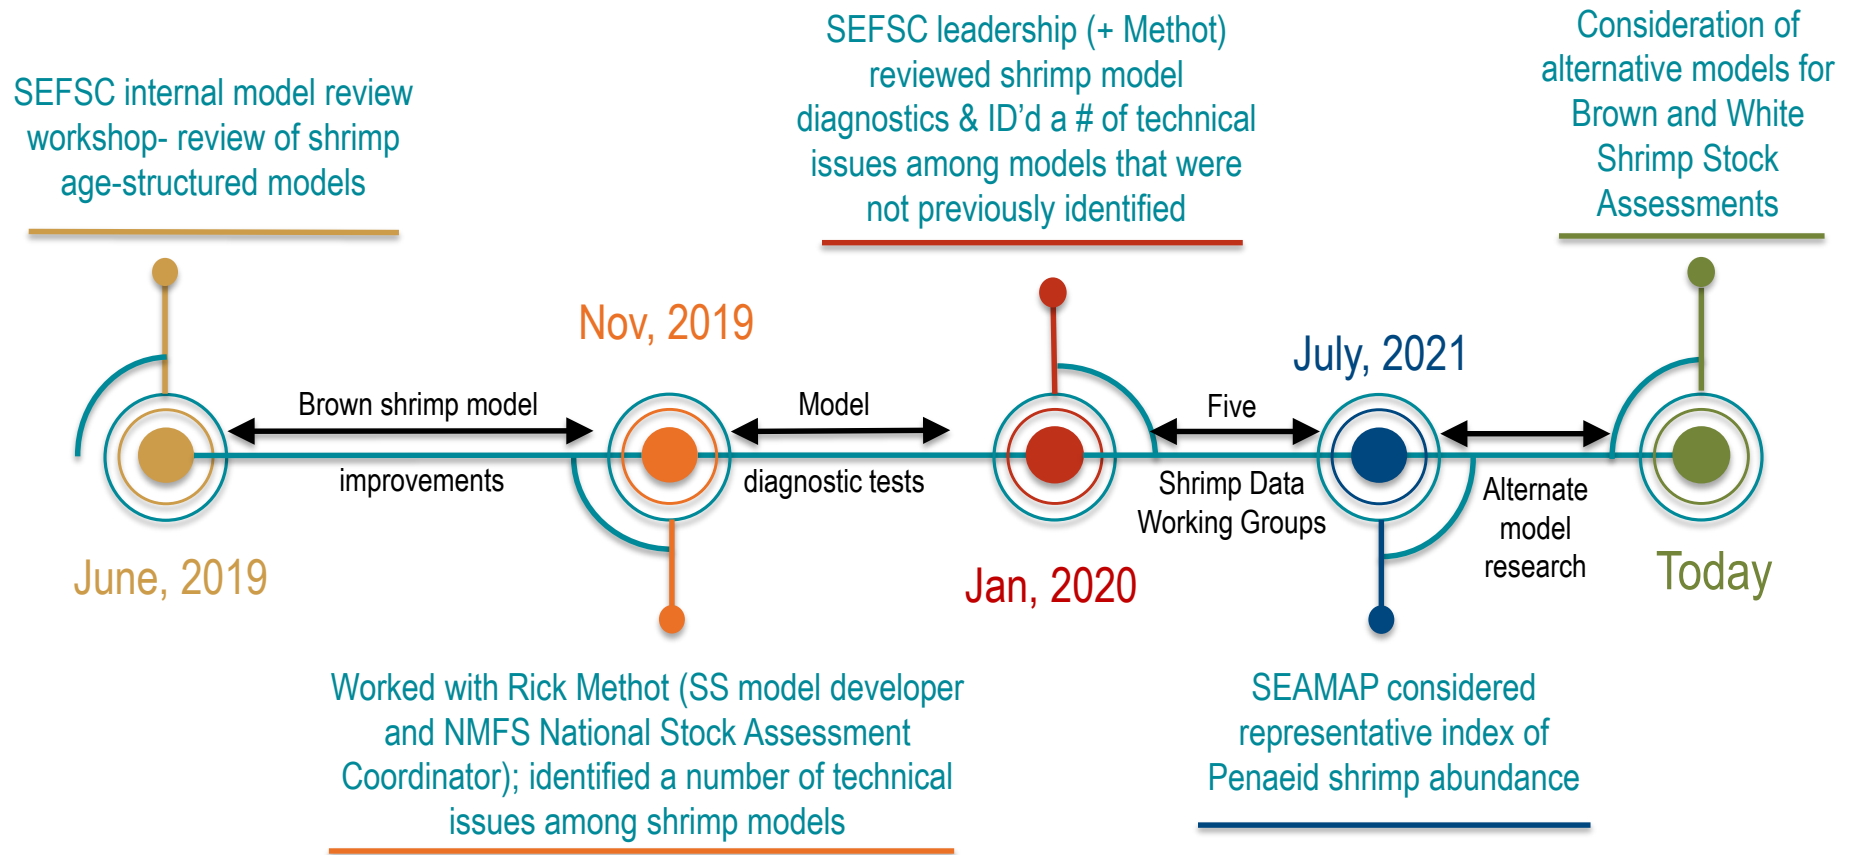 SEFSC internal model review
workshop- review of shrimp
age-structured models
SEFSC leadership (+ Methot)
reviewed shrimp model
diagnostics & ID’d a # of technical
issues among models that were
not previously identified
Consideration of
alternative models for
Brown and White
Shrimp Stock
Assessments
Nov, 2019
July, 2021
Brown shrimp model
improvements
Model
diagnostic tests
Five
Shrimp Data
Working Groups
Alternate
model
research
June, 2019
Jan, 2020
Today
Worked with Rick Methot (SS model developer
and NMFS National Stock Assessment
Coordinator); identified a number of technical
issues among shrimp models
SEAMAP considered
representative index of
Penaeid shrimp abundance